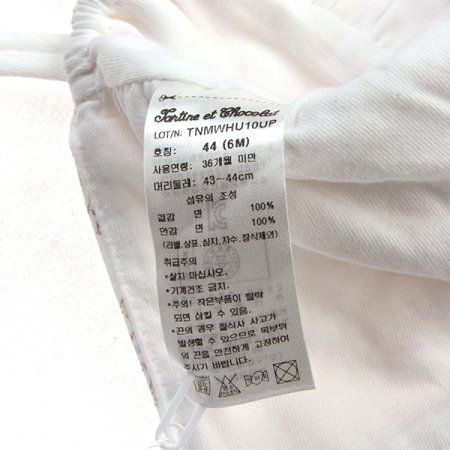 Tartine et Chocolat
LOT/N: TNMWHU10UP
호칭: 44 (6M)
사용연령: 36개월 미만
머리둘레: 43~44cm
섬유의 조성
겉감 면 100%
안감 면 100%
(라벨,상표,심지,자수,장식제외)
취급주의
*삶지 마십시오.
*기계건조 금지.
*주의! 작은부품이 탈락
되면 삼킬 수 있음.
*끈의 경우 질식사 사고가
발생할 수 있으므로 목부위
의 끈을 안전하게 고정하여
주시기 바랍니다.